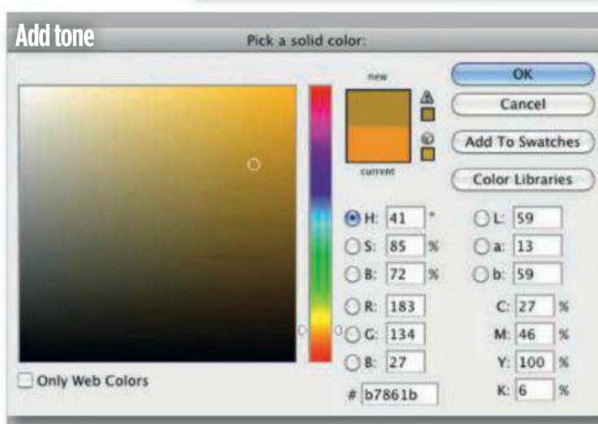 Add tone
Pick a solid color:
new
current
OK
Cancel
Add To Swatches
Color Libraries
H: 41 °
S: 85 %
B: 72 %
R: 183
G: 134
B: 27
# b7861b
L: 59
a: 13
b: 59
C: 27 %
M: 46 %
Y: 100 %
K: 6 %
Only Web Colors